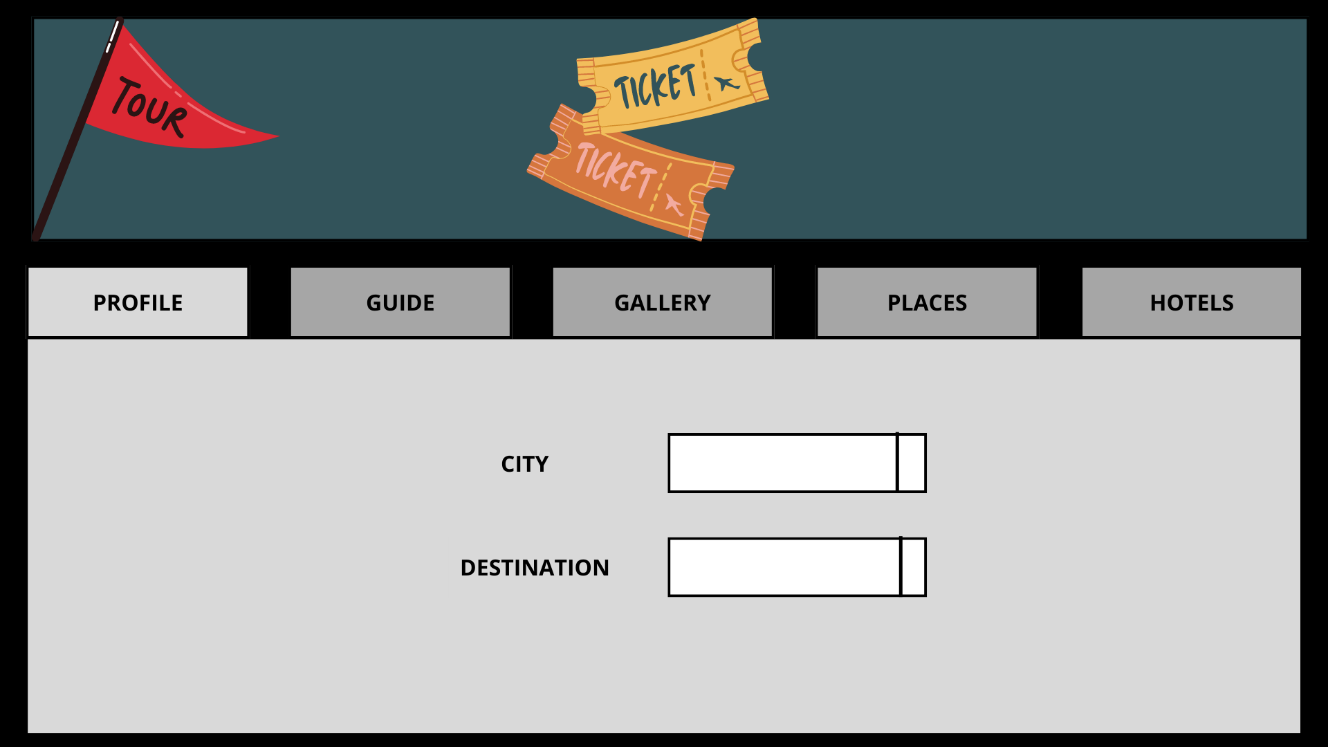 TOUR
TICKET
TICKET
PROFILE
GUIDE
GALLERY
PLACES
HOTELS
CITY
DESTINATION